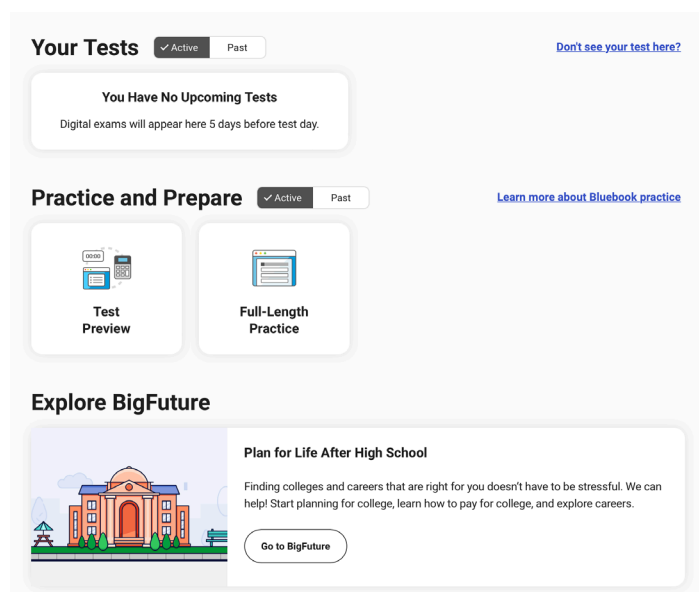 Your Tests
Active
Past
Don't see your test here?
You Have No Upcoming Tests
Digital exams will appear here 5 days before test day.
Practice and Prepare
Active
Past
Learn more about Bluebook practice
00:00
Test
Preview
Full-Length
Practice
Explore BigFuture
Plan for Life After High School
Finding colleges and careers that are right for you doesn’t have to be stressful. We can
help! Start planning for college, learn how to pay for college, and explore careers.
Go to BigFuture